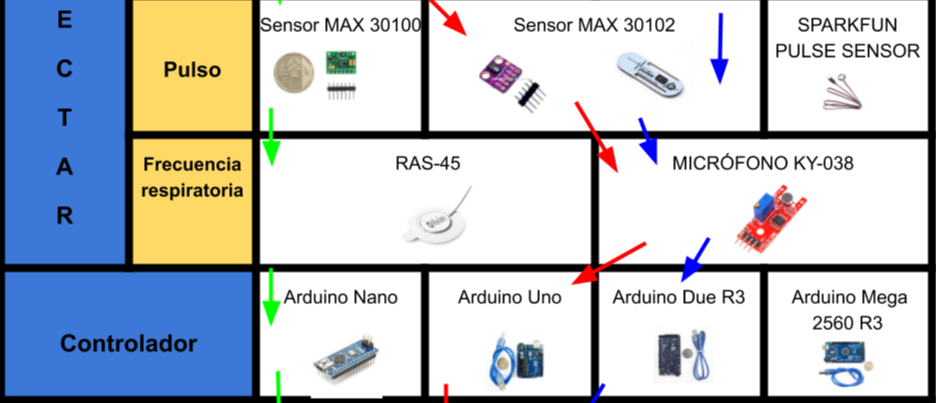 E
C
T
A
R
Pulso
Sensor MAX 30100
Sensor MAX 30102
SPARKFUN
PULSE SENSOR
Frecuencia
respiratoria
RAS-45
MICRÓFONO KY-038
Controlador
Arduino Nano
Arduino Uno
Arduino Due R3
Arduino Mega
2560 R3